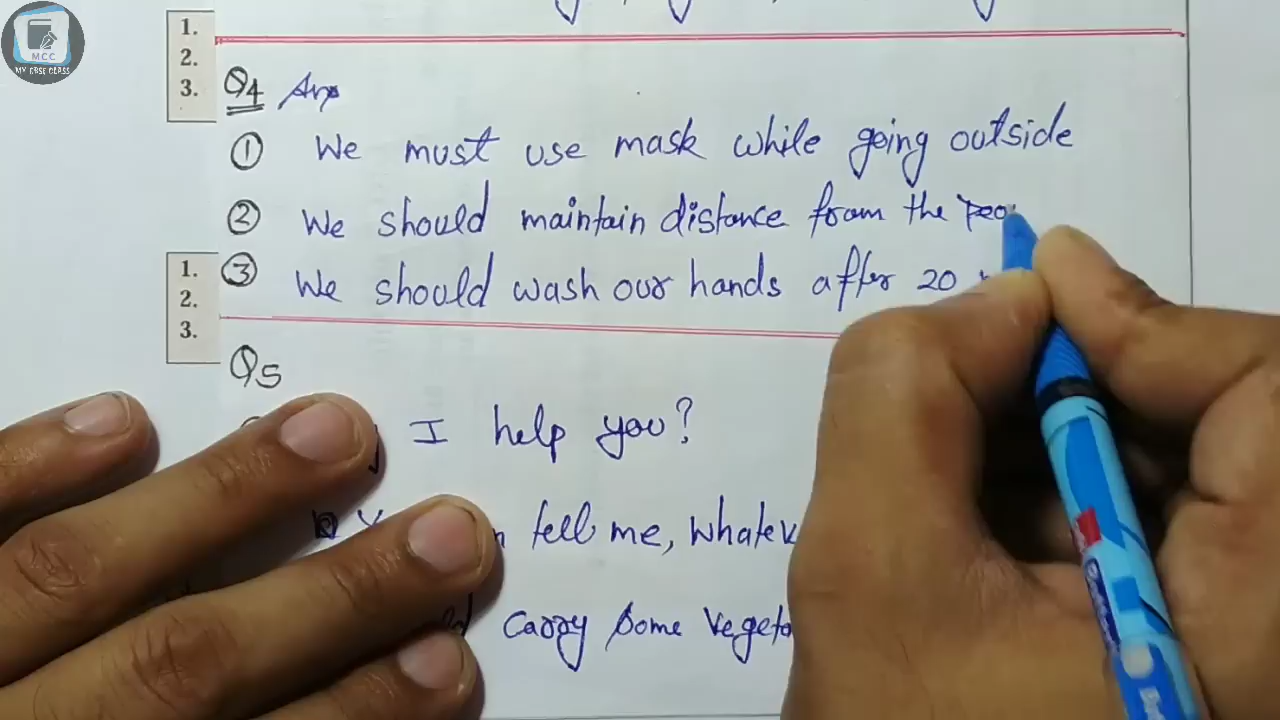 MCC
MY CBSE CLASS
1.
2.
3.
Q4 Ans
① We must use mask while going outside
② We should maintain distance from the peo
1.
2.
3.
③ We should wash our hands after 20
Q5
I help you?
tell me, whatev
carry some vegeta